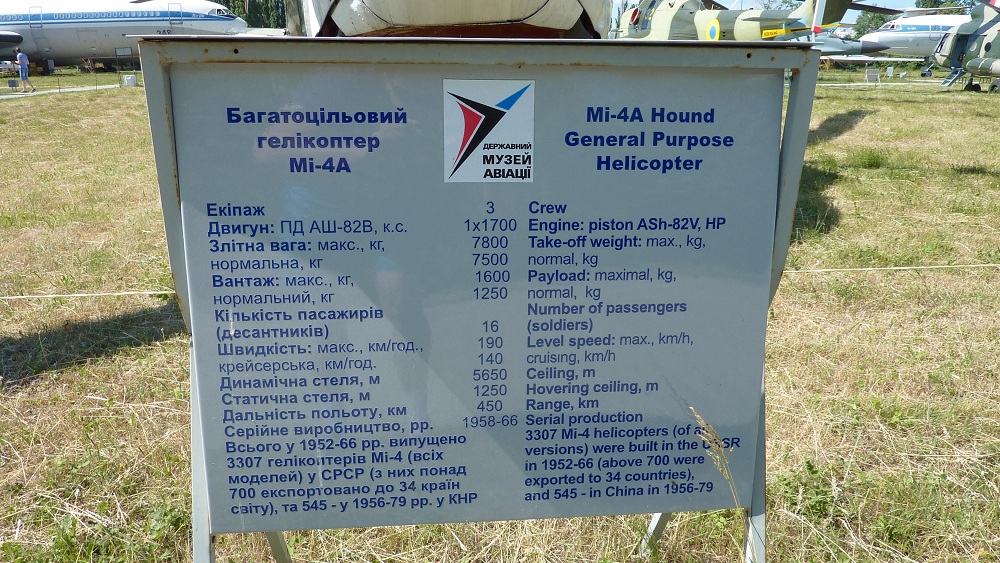 Багатоцільовий
гелікоптер
Мі-4А
ДЕРЖАВНИЙ
МУЗЕЙ
АВІАЦІЇ
Mi-4A Hound
General Purpose
Helicopter
Екіпаж 3 Crew
Двигун: ПД АШ-82В, к.с. 1x1700 Engine: piston ASh-82V, HP
Злітна вага: макс., кг, 7800 Take-off weight: max., kg,
нормальна, кг 7500 normal, kg
Вантаж: макс., кг, 1600 Payload: maximal, kg,
нормальний, кг 1250 normal, kg
Кількість пасажирів Number of passengers
(десантників) 16 (soldiers)
Швидкість: макс., км/год., 190 Level speed: max., km/h,
крейсерська, км/год. 140 cruising, km/h
Динамічна стеля, м 5650 Ceiling, m
Статична стеля, м 1250 Hovering ceiling, m
Дальність польоту, км 450 Range, km
Серійне виробництво, рр. 1958-66 Serial production
Всього у 1952-66 рр. випущено
3307 гелікоптерів Мі-4 (всіх
моделей) у СРСР (з них понад
700 експортовано до 34 країн
світу), та 545 - у 1956-79 рр. у КНР
3307 Mi-4 helicopters (of
versions) were built in the
in 1952-66 (above 700 were
exported to 34 countries),
and 545 - in China in 1956-79